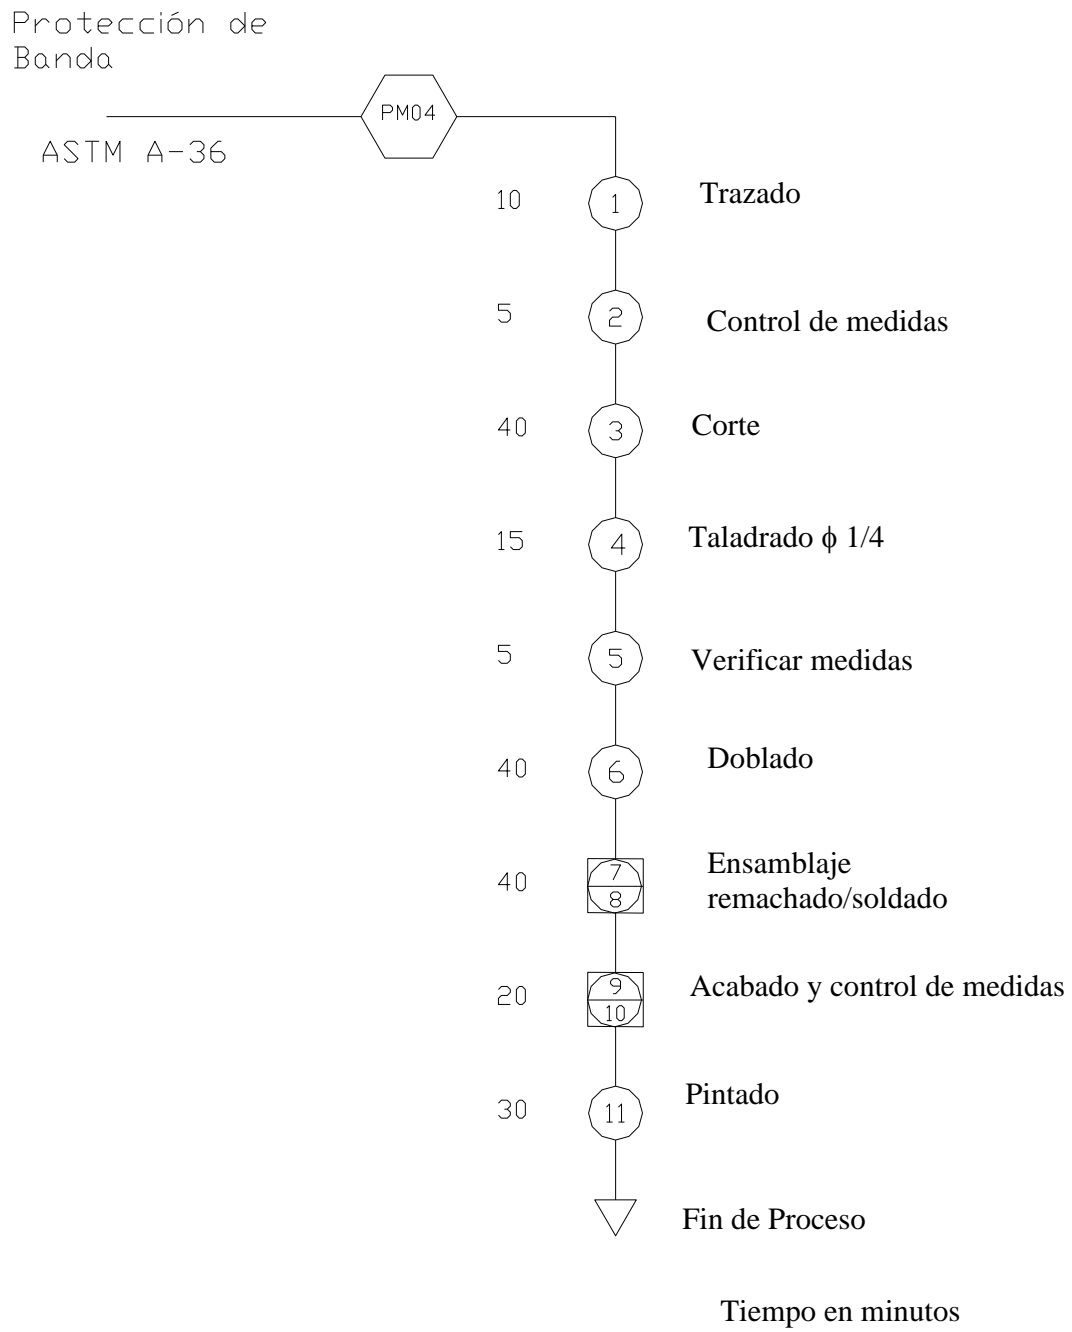 Protección de
Banda
PM04
ASTM A-36
10 1 Trazado
5 2 Control de medidas
40 3 Corte
15 4 Taladrado ϕ 1/4
5 5 Verificar medidas
40 6 Doblado
40 7 8 Ensamblaje
remachado/soldado
20 9 10 Acabado y control de medidas
30 11 Pintado
Fin de Proceso
Tiempo en minutos